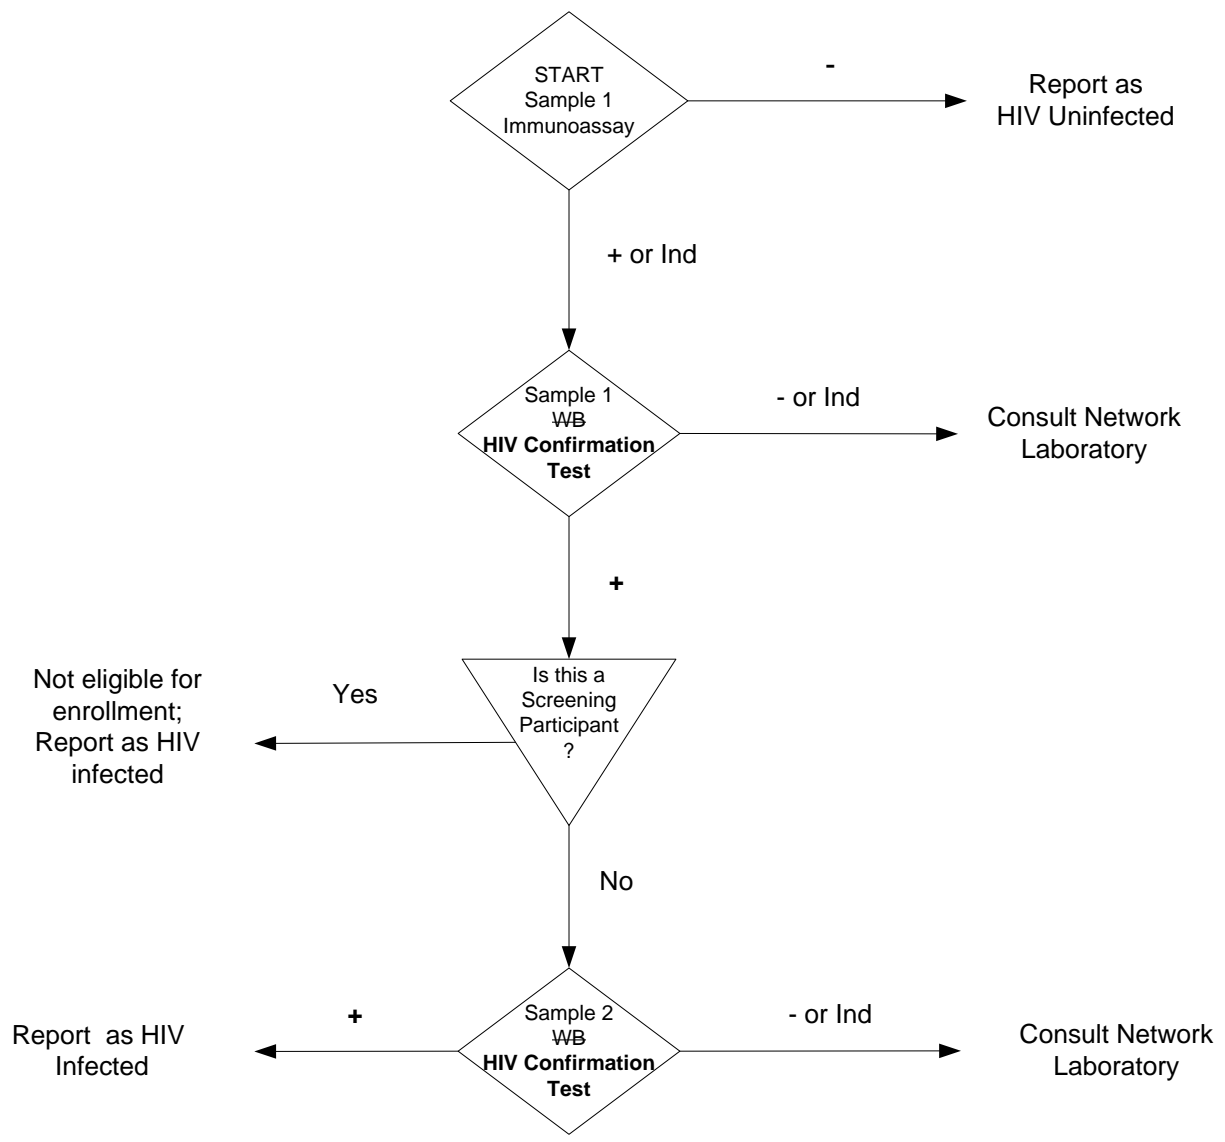 START
Sample 1
Immunoassay
-
Report as
HIV Uninfected
+ or Ind
Sample 1
WB
HIV Confirmation
Test
- or Ind
Consult Network
Laboratory
+
Is this a
Screening
Participant
?
Yes
Not eligible for
enrollment;
Report as HIV
infected
No
Sample 2
WB
HIV Confirmation
Test
+
Report as HIV
Infected
- or Ind
Consult Network
Laboratory